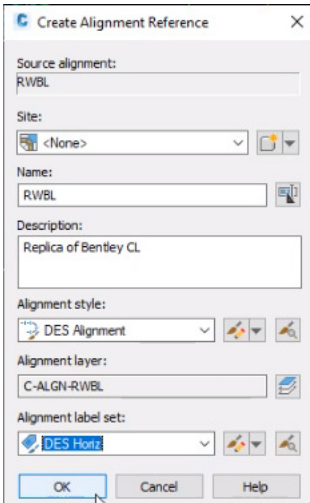 Create Alignment Reference
Source alignment:
RWBL
Site:
<None>
Name:
RWBL
Description:
Replica of Bentley CL
Alignment style:
DES Alignment
Alignment layer:
C-ALGN-RWBL
Alignment label set:
DES Horiz
OK Cancel Help